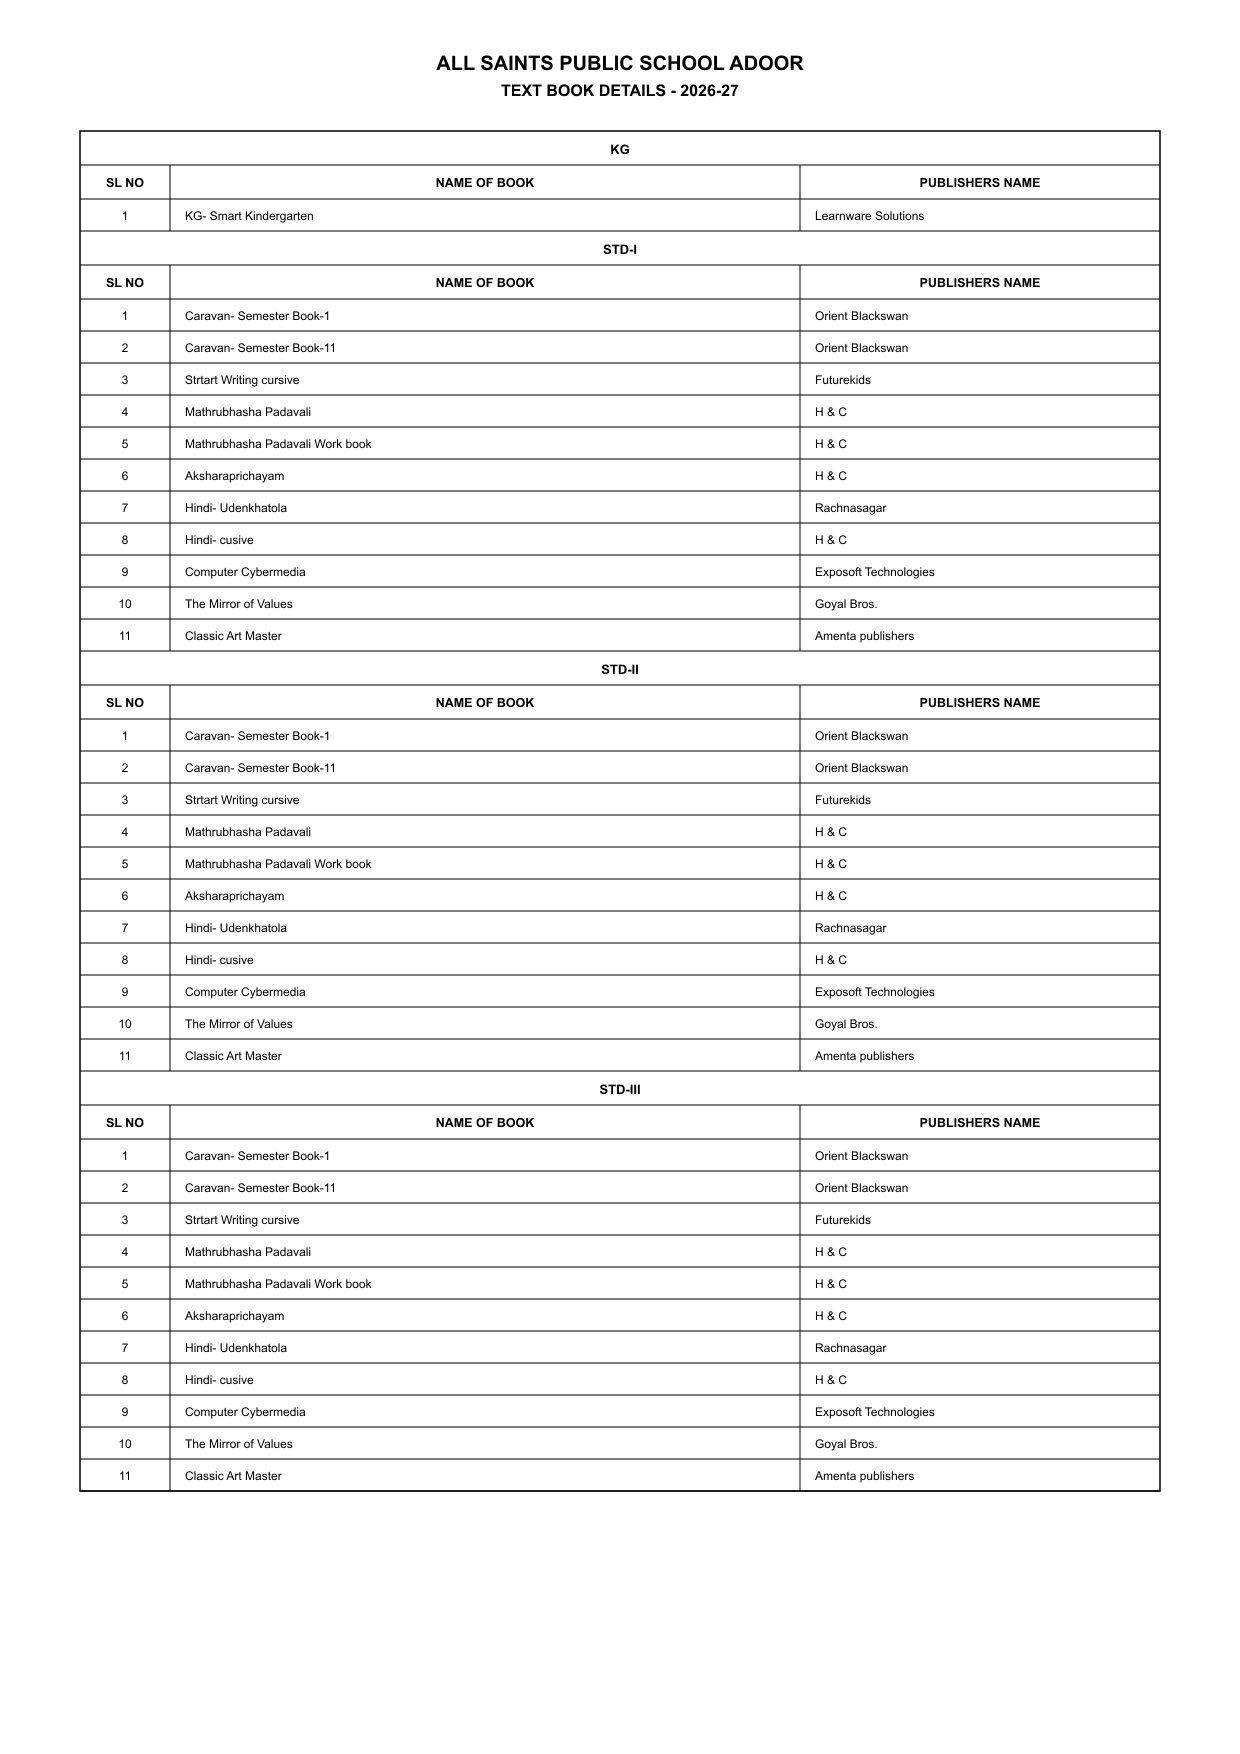 ALL SAINTS PUBLIC SCHOOL ADOOR
TEXT BOOK DETAILS - 2026-27
KG
SL NO NAME OF BOOK PUBLISHERS NAME
1 KG- Smart Kindergarten Learnware Solutions
STD-I
SL NO NAME OF BOOK PUBLISHERS NAME
1 Caravan- Semester Book-1 Orient Blackswan
2 Caravan- Semester Book-11 Orient Blackswan
3 Strtart Writing cursive Futurekids
4 Mathrubhasha Padavali H & C
5 Mathrubhasha Padavali Work book H & C
6 Aksharaprichayam H & C
7 Hindi- Udenkhatola Rachnasagar
8 Hindi- cusive H & C
9 Computer Cybermedia Exposoft Technologies
10 The Mirror of Values Goyal Bros.
11 Classic Art Master Amenta publishers
STD-II
SL NO NAME OF BOOK PUBLISHERS NAME
1 Caravan- Semester Book-1 Orient Blackswan
2 Caravan- Semester Book-11 Orient Blackswan
3 Strtart Writing cursive Futurekids
4 Mathrubhasha Padavali H & C
5 Mathrubhasha Padavali Work book H & C
6 Aksharaprichayam H & C
7 Hindi- Udenkhatola Rachnasagar
8 Hindi- cusive H & C
9 Computer Cybermedia Exposoft Technologies
10 The Mirror of Values Goyal Bros.
11 Classic Art Master Amenta publishers
STD-III
SL NO NAME OF BOOK PUBLISHERS NAME
1 Caravan- Semester Book-1 Orient Blackswan
2 Caravan- Semester Book-11 Orient Blackswan
3 Strtart Writing cursive Futurekids
4 Mathrubhasha Padavali H & C
5 Mathrubhasha Padavali Work book H & C
6 Aksharaprichayam H & C
7 Hindi- Udenkhatola Rachnasagar
8 Hindi- cusive H & C
9 Computer Cybermedia Exposoft Technologies
10 The Mirror of Values Goyal Bros.
11 Classic Art Master Amenta publishers